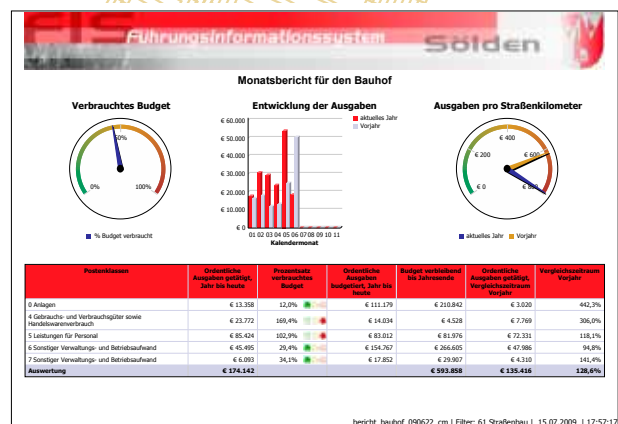 FIS
Führungsinformationssystem
Sölden
Monatsbericht für den Bauhof
Verbrauchtes Budget
50%
0%
100%
% Budget verbraucht
Entwicklung der Ausgaben
€ 60.000
€ 50.000
€ 40.000
€ 30.000
€ 20.000
€ 10.000
€ 0
01 02 03 04 05 06 07 08 09 10 11
Kalendermonat
aktuelles Jahr
Vorjahr
Ausgaben pro Straßenkilometer
€ 400
€ 200
€ 600
€ 0
€ 800
aktuelles Jahr
Vorjahr
Postenklassen
Ordentliche Ausgaben getätigt, Jahr bis heute
Prozentsatz verbrauchtes Budget
Ordentliche Ausgaben budgetiert, Jahr bis heute
Budget verbleibend bis Jahresende
Ordentliche Ausgaben getätigt, Vergleichszeitraum Vorjahr
Vergleichszeitraum Vorjahr
0 Anlagen € 13.358 12,0% € 111.179 € 210.842 € 3.020 442,3%
4 Gebrauchs- und Verbrauchsgüter sowie
Handelswarenverbrauch € 23.772 169,4% € 14.034 € 4.528 € 7.769 306,0%
5 Leistungen für Personal € 85.424 102,9% € 83.012 € 81.976 € 72.331 118,1%
6 Sonstiger Verwaltungs- und Betriebsaufwand € 45.495 29,4% € 154.767 € 266.605 € 47.986 94,8%
7 Sonstiger Verwaltungs- und Betriebsaufwand € 6.093 34,1% € 17.852 € 29.907 € 4.310 141,4%
Auswertung € 174.142 € 593.858 € 135.416 128,6%
bericht_bauhof_090622_cm | Filter: 61 Straßenbau | 15.07.2009 | 17:57:17